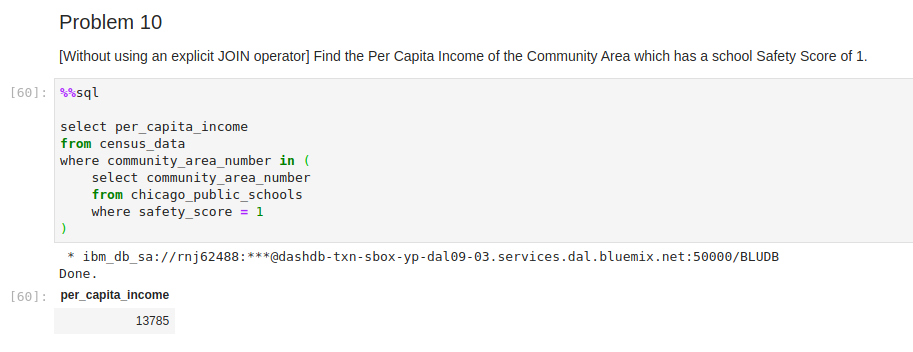 Problem 10
[Without using an explicit JOIN operator] Find the Per Capita Income of the Community Area which has a school Safety Score of 1.
[60]: %%sql
select per_capita_income
from census_data
where community_area_number in (
    select community_area_number
    from chicago_public_schools
    where safety_score = 1
)
* ibm_db_sa://rnj62488:***@dashdb-txn-sbox-yp-dal09-03.services.dal.bluemix.net:50000/BLUDB
Done.
[60]: per_capita_income
13785